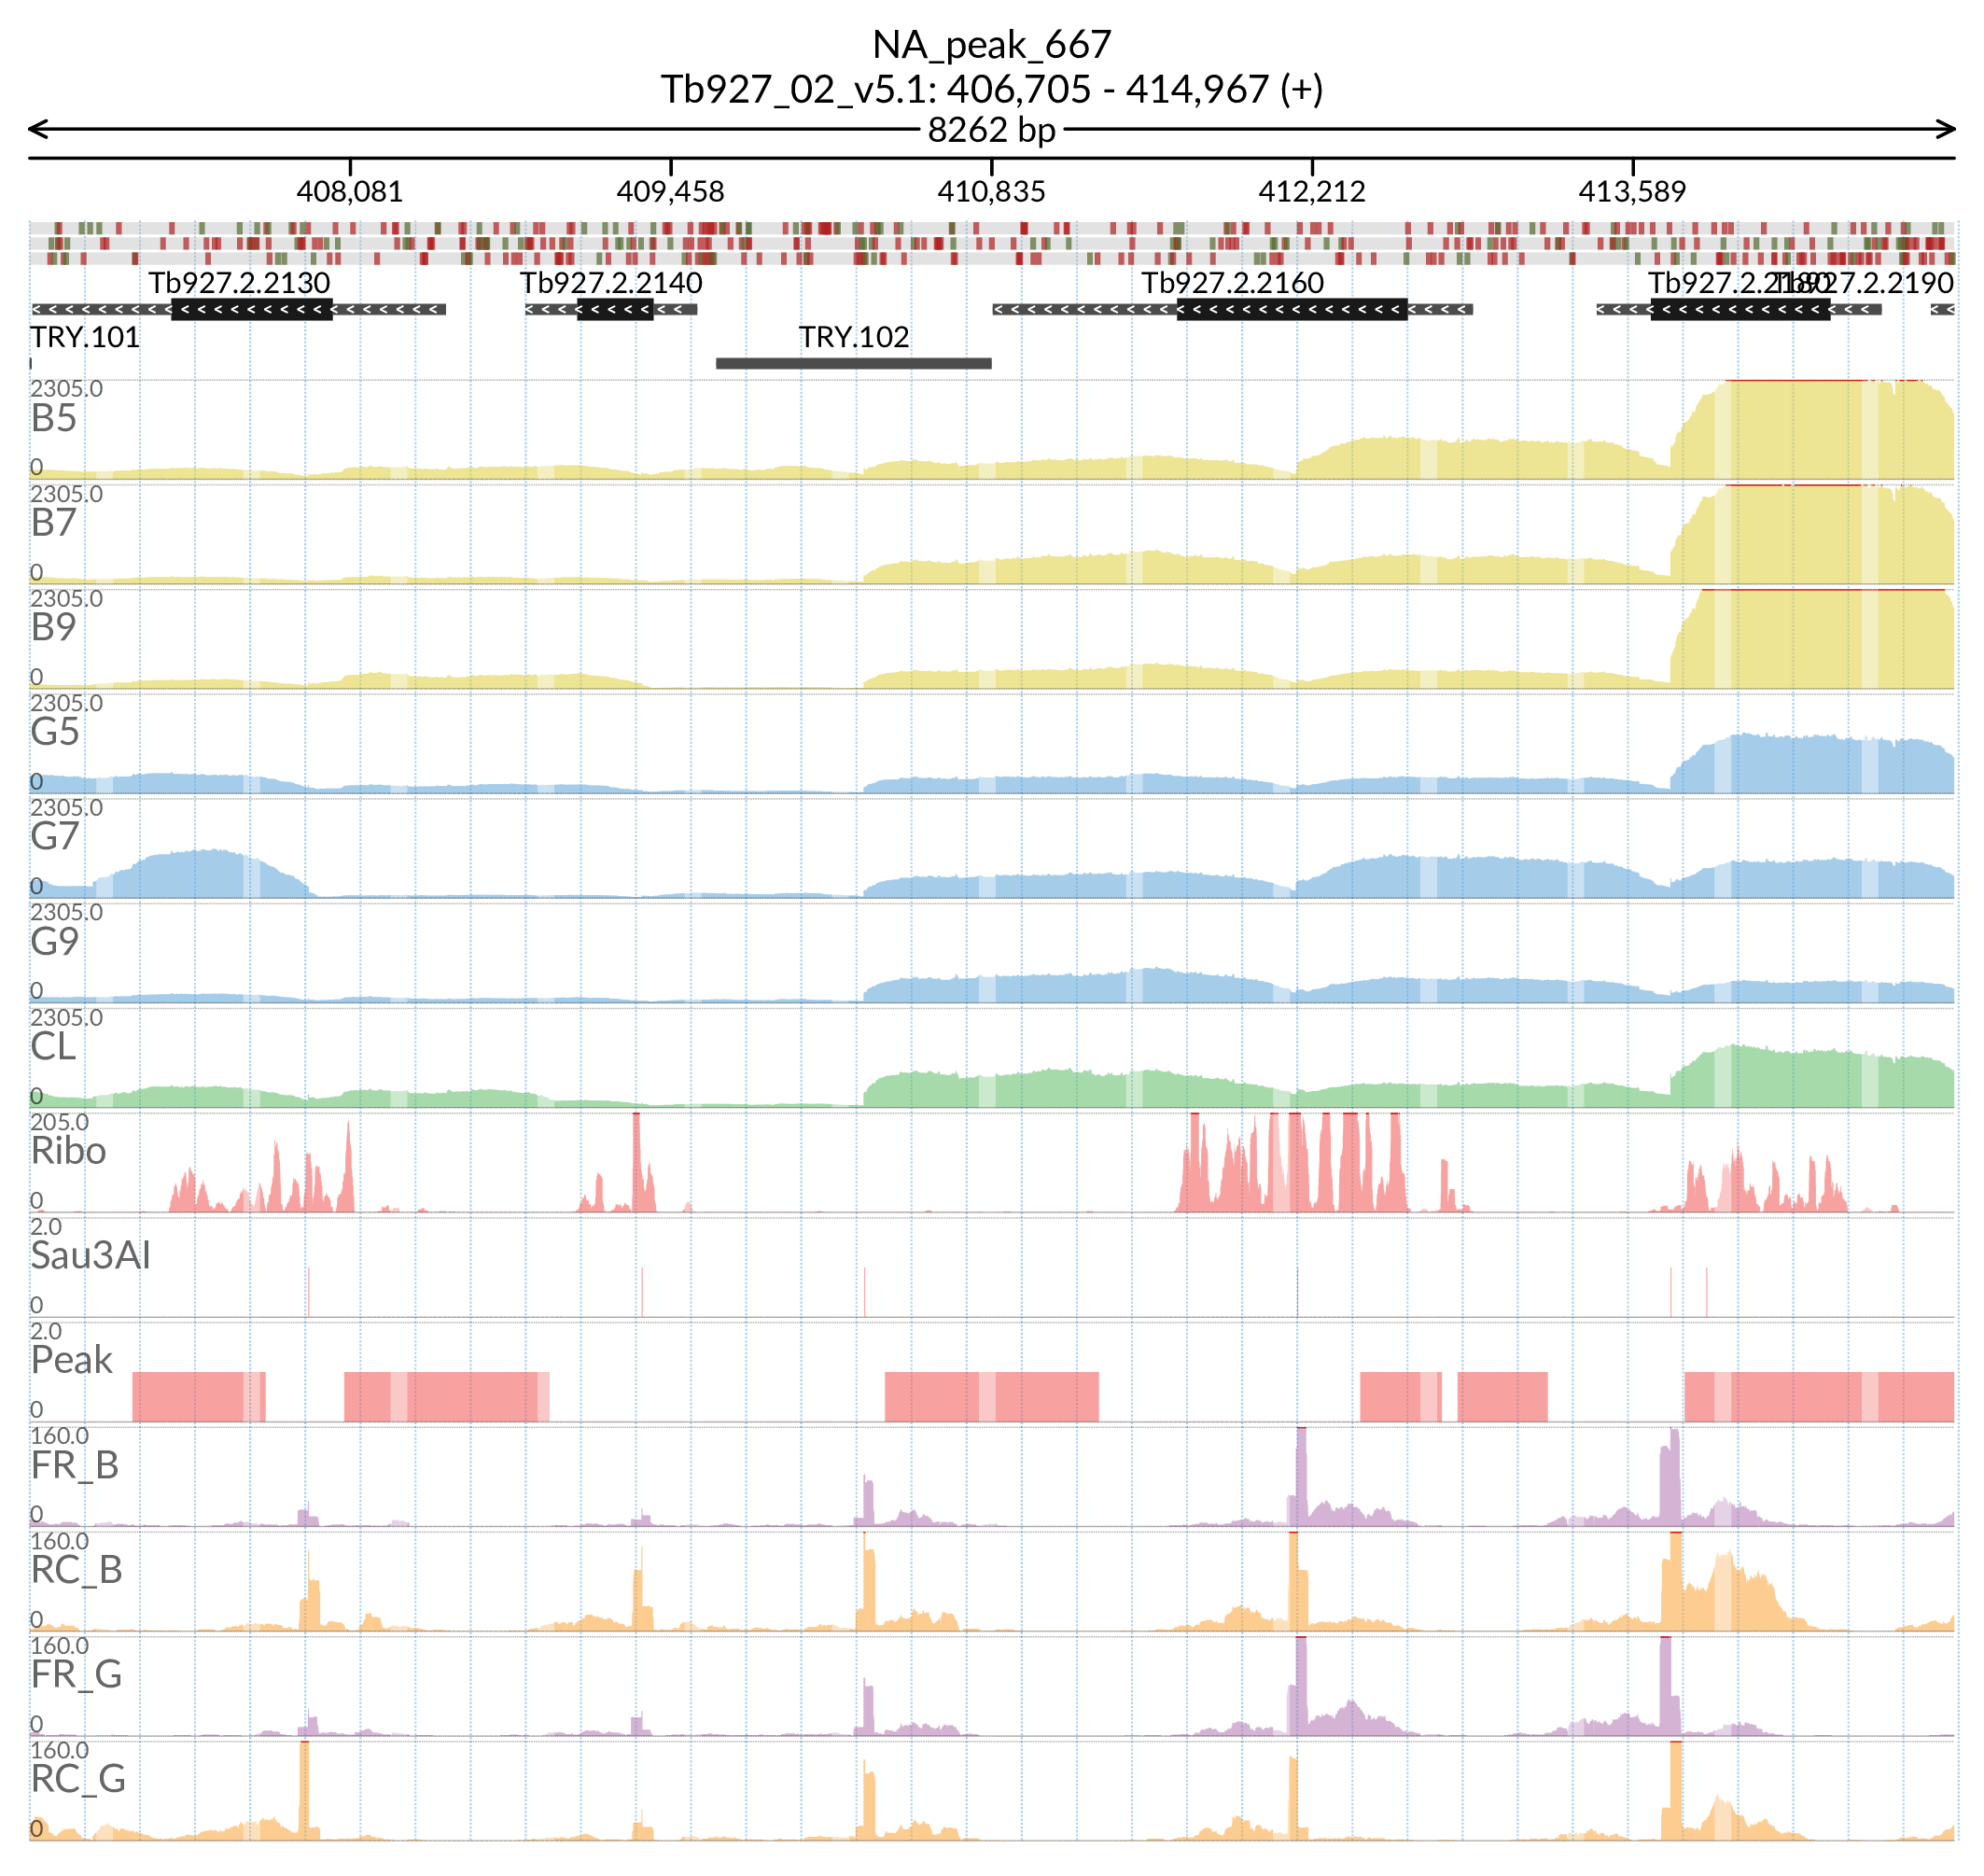 NA_peak_667
Tb927_02_v5.1: 406,705 - 414,967 (+)
8262 bp
408,081 409,458 410,835 412,212 413,589
Tb927.2.2130 Tb927.2.2140 Tb927.2.2160 Tb927.2.2180 Tb927.2.2190
TRY.101 TRY.102
2305.0
B5
0
2305.0
B7
0
2305.0
B9
0
2305.0
G5
0
2305.0
G7
0
2305.0
G9
0
2305.0
CL
0
205.0
Ribo
0
2.0
Sau3AI
0
2.0
Peak
0
160.0
FR_B
0
160.0
RC_B
0
160.0
FR_G
0
160.0
RC_G
0